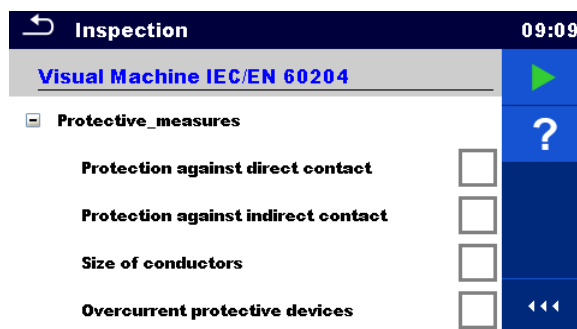 Inspection 09:09
Visual Machine IEC/EN 60204
Protective_measures
?
Protection against direct contact
Protection against indirect contact
Size of conductors
Overcurrent protective devices